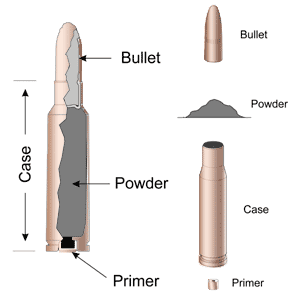 Bullet
Case
Powder
Primer
Bullet
Powder
Case
Primer